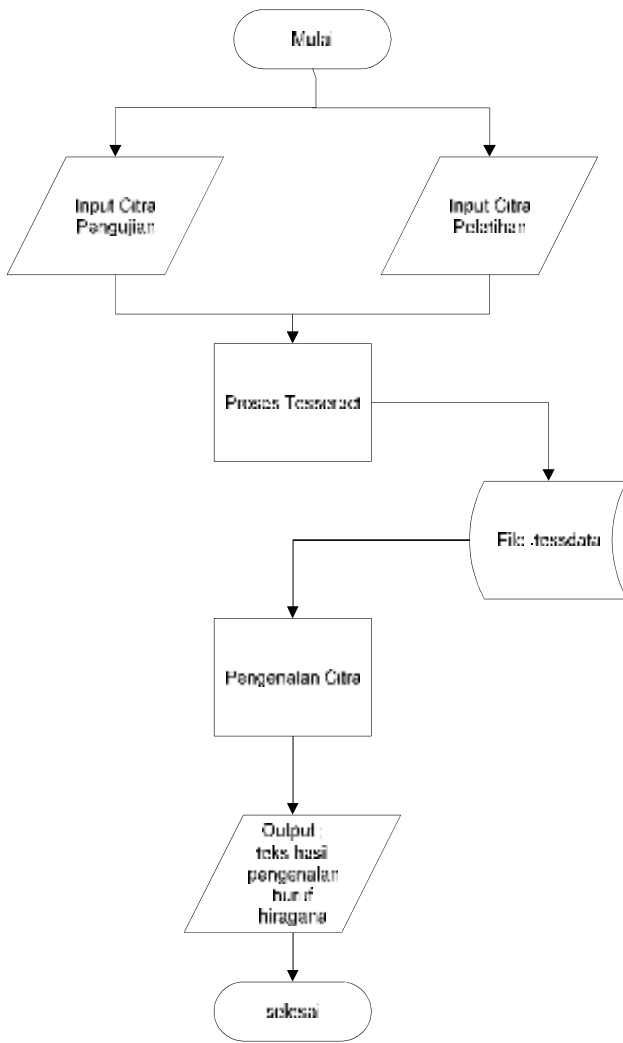 Mulai
Input Citra
Pengujian
Input Citra
Pelatihan
Proses Tesseract
File .tessdata
Pengenalan Citra
Output :
teks hasil
pengenalan
huruf
hiragana
selesai